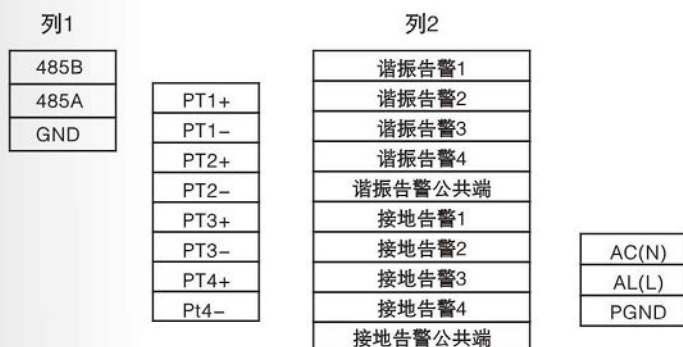 列1
485B
485A
GND
PT1+
PT1-
PT2+
PT2-
PT3+
PT3-
PT4+
Pt4-
列2
谐振告警1
谐振告警2
谐振告警3
谐振告警4
谐振告警公共端
接地告警1
接地告警2
接地告警3
接地告警4
接地告警公共端
AC(N)
AL(L)
PGND